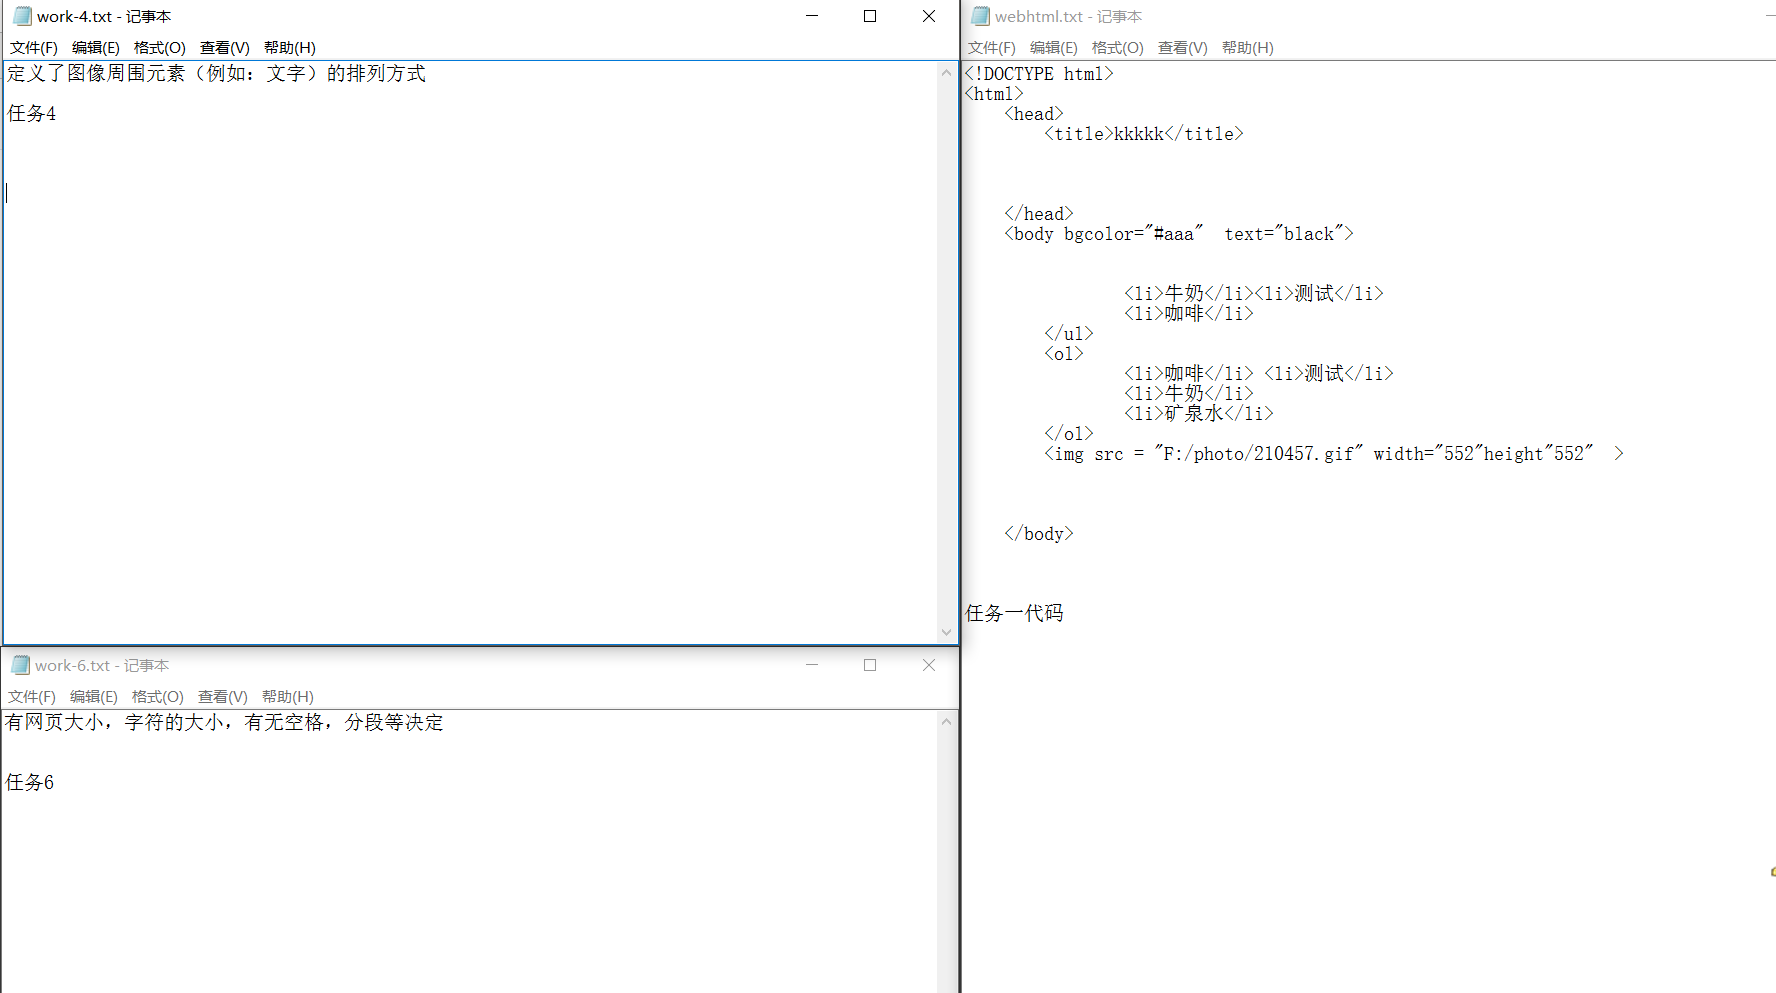 work-4.txt - 记事本
文件(F) 编辑(E) 格式(O) 查看(V) 帮助(H)
定义了图像周围元素（例如：文字）的排列方式
任务4
work-6.txt - 记事本
文件(F) 编辑(E) 格式(O) 查看(V) 帮助(H)
有网页大小，字符的大小，有无空格，分段等决定
任务6
webhtml.txt - 记事本
文件(F) 编辑(E) 格式(O) 查看(V) 帮助(H)
<!DOCTYPE html>
<html>
<head>
<title>kkkkk</title>
</head>
<body bgcolor="#aaa"  text="black">
<li>牛奶</li><li>测试</li>
<li>咖啡</li>
</ul>
<ol>
<li>咖啡</li> <li>测试</li>
<li>牛奶</li>
<li>矿泉水</li>
</ol>
<img src = "F:/photo/210457.gif" width="552"height"552"  >
</body>
任务一代码